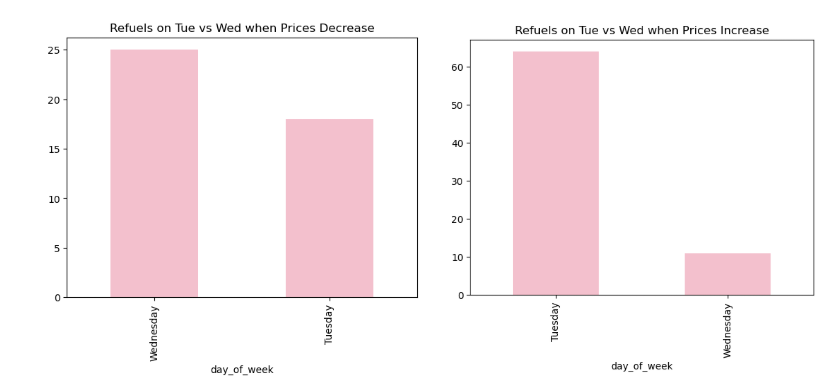 Refuels on Tue vs Wed when Prices Decrease
25
20
15
10
5
0
Wednesday
Tuesday
day_of_week
Refuels on Tue vs Wed when Prices Increase
60
50
40
30
20
10
0
Tuesday
Wednesday
day_of_week